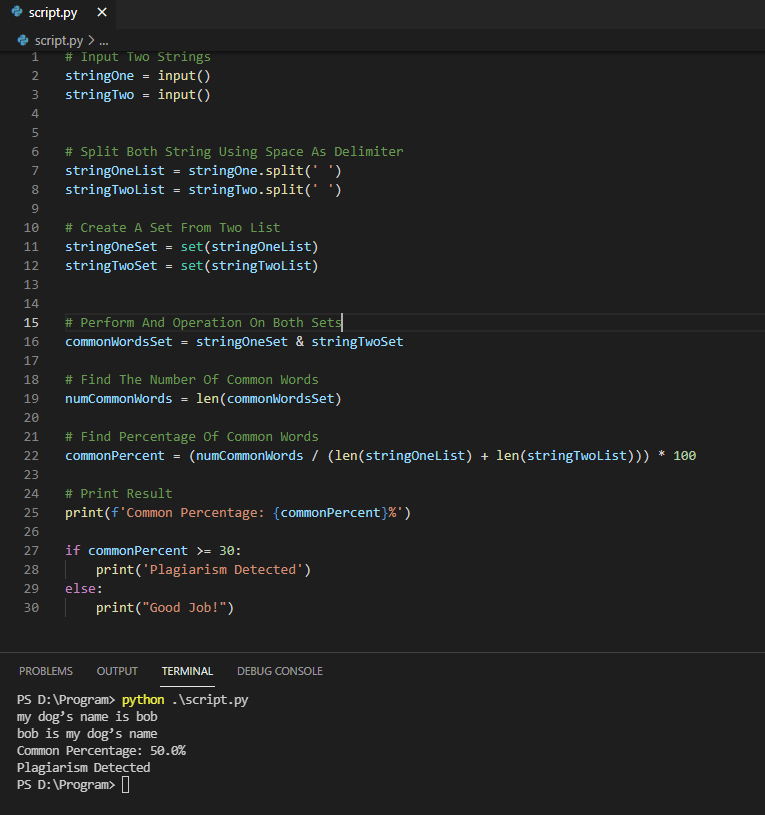 script.py ×
script.py > ...
1 # Input Two Strings
2 stringOne = input()
3 stringTwo = input()
4
5
6 # Split Both String Using Space As Delimiter
7 stringOneList = stringOne.split(' ')
8 stringTwoList = stringTwo.split(' ')
9
10 # Create A Set From Two List
11 stringOneSet = set(stringOneList)
12 stringTwoSet = set(stringTwoList)
13
14
15 # Perform And Operation On Both Sets
16 commonWordsSet = stringOneSet & stringTwoSet
17
18 # Find The Number Of Common Words
19 numCommonWords = len(commonWordsSet)
20
21 # Find Percentage Of Common Words
22 commonPercent = (numCommonWords / (len(stringOneList) + len(stringTwoList))) * 100
23
24 # Print Result
25 print(f'Common Percentage: {commonPercent}%')
26
27 if commonPercent >= 30:
28     print('Plagiarism Detected')
29 else:
30     print("Good Job!")
PROBLEMS OUTPUT TERMINAL DEBUG CONSOLE
PS D:\Program> python .\script.py
my dog’s name is bob
bob is my dog’s name
Common Percentage: 50.0%
Plagiarism Detected
PS D:\Program>